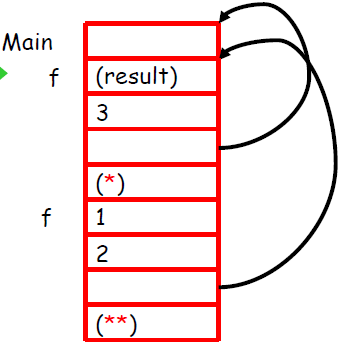 Main
f (result)
3
(*)
f 1
2
(**)